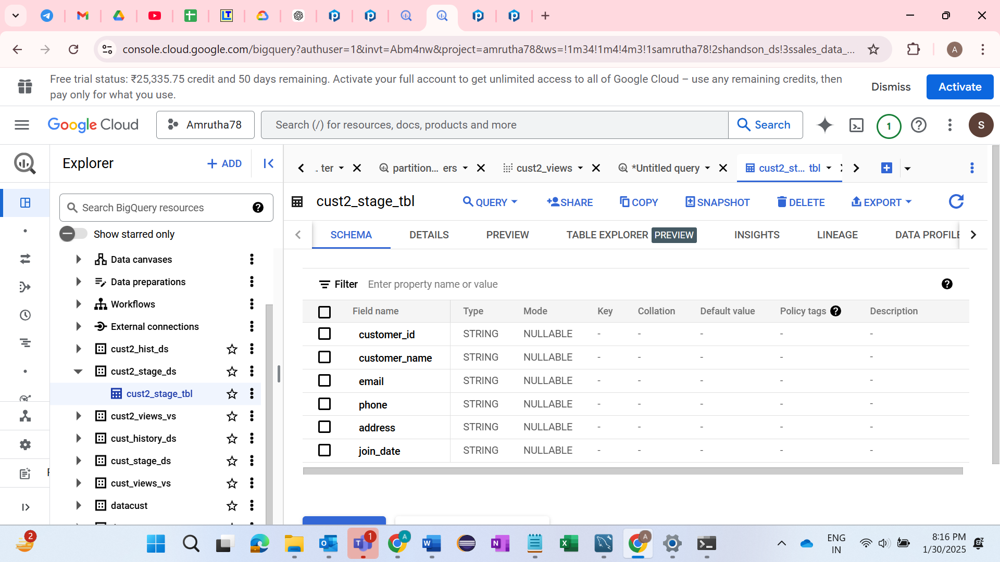 console.cloud.google.com/bigquery?authuser=1&invt=Abm4nw&project=amrutha78&ws=!1m34!1m4!4m3!1samrutha78!2shandson_ds!3ssales_data_...
A
Free trial status: ₹25,335.75 credit and 50 days remaining. Activate your full account to get unlimited access to all of Google Cloud – use any remaining credits, then
pay only for what you use.
Dismiss
Activate
Google Cloud
Amrutha78
Search (/) for resources, docs, products and more
Search
1
S
Explorer
+ ADD
. ter
partition... ers
cust2_views
*Untitled query
cust2_st... tbl
Search BigQuery resources
Show starred only
cust2_stage_tbl
QUERY
SHARE
COPY
SNAPSHOT
DELETE
EXPORT
SCHEMA
DETAILS
PREVIEW
TABLE EXPLORER PREVIEW
INSIGHTS
LINEAGE
DATA PROFILE
Data canvases
Data preparations
Workflows
External connections
cust2_hist_ds
cust2_stage_ds
cust2_stage_tbl
cust2_views_vs
cust_history_ds
cust_stage_ds
cust_views_vs
datacust
Filter Enter property name or value
Field name Type Mode Key Collation Default value Policy tags Description
customer_id STRING NULLABLE - - - - -
customer_name STRING NULLABLE - - - - -
email STRING NULLABLE - - - - -
phone STRING NULLABLE - - - - -
address STRING NULLABLE - - - - -
join_date STRING NULLABLE - - - - -
2
1
A
A
ENG
IN
8:16 PM
1/30/2025